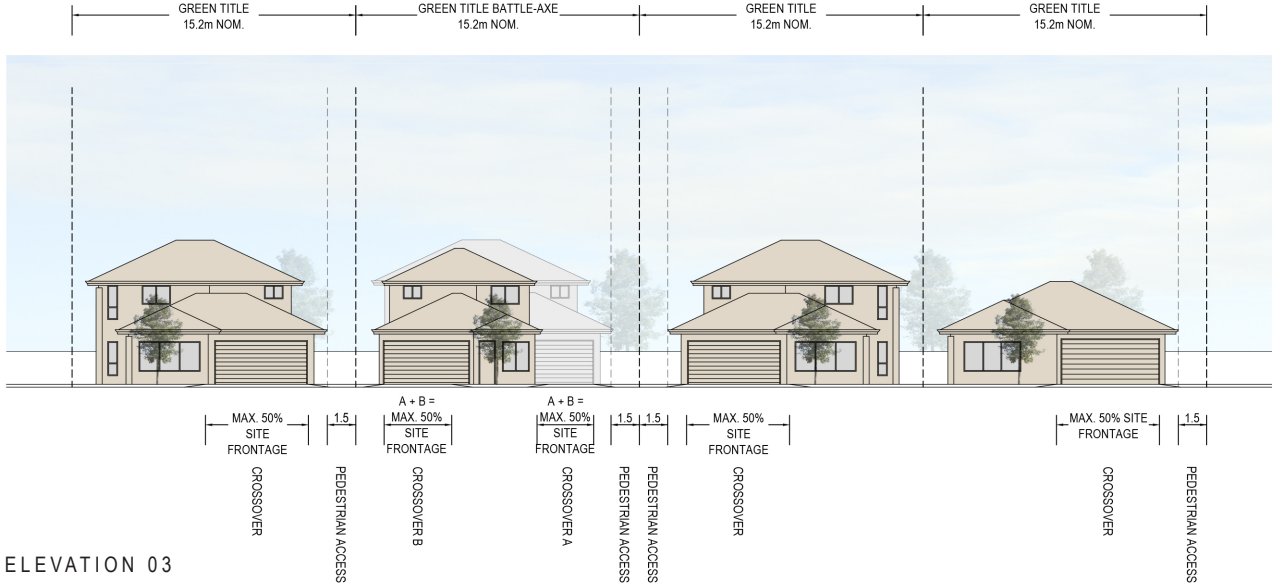 GREEN TITLE
15.2m NOM.
GREEN TITLE BATTLE-AXE
15.2m NOM.
GREEN TITLE
15.2m NOM.
GREEN TITLE
15.2m NOM.
MAX. 50%
SITE
FRONTAGE
1.5
A + B =
MAX. 50%
SITE
FRONTAGE
A + B =
MAX. 50%
SITE
FRONTAGE
1.5
1.5
MAX. 50%
SITE
FRONTAGE
MAX. 50% SITE
FRONTAGE
1.5
CROSSOVER
PEDESTRIAN ACCESS
CROSSOVER B
CROSSOVER A
PEDESTRIAN ACCESS
PEDESTRIAN ACCESS
CROSSOVER
CROSSOVER
PEDESTRIAN ACCESS
ELEVATION 03